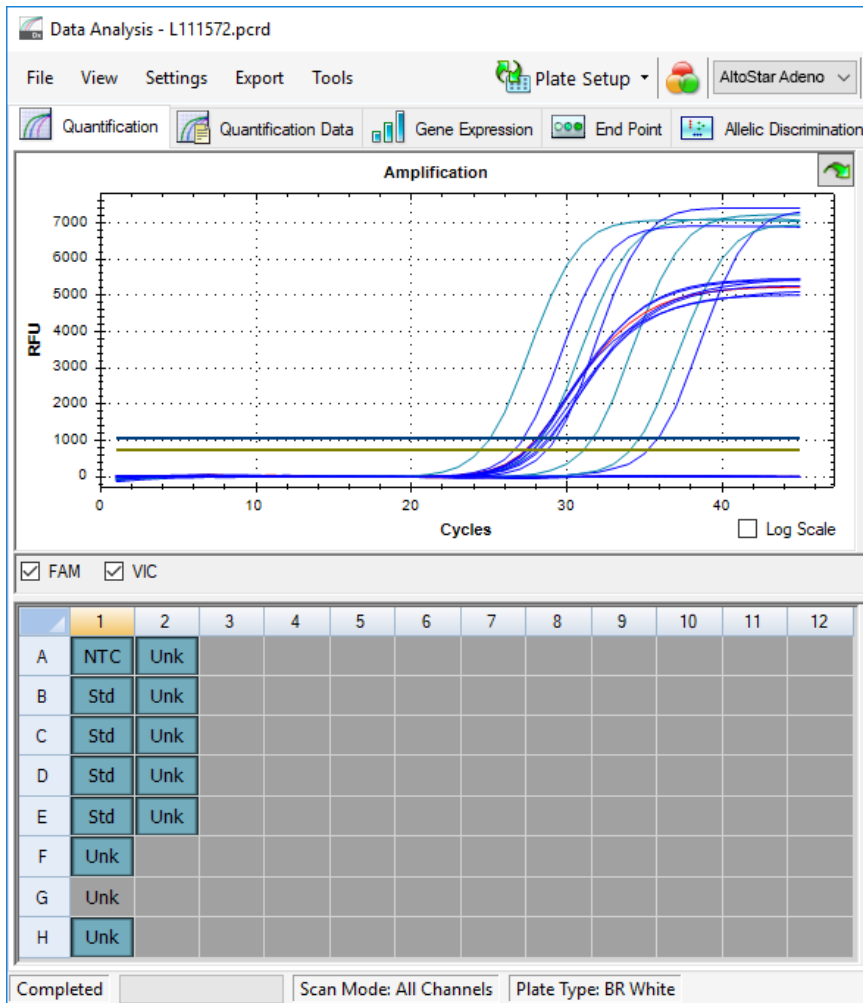 Data Analysis - L111572.pcrd
File View Settings Export Tools Plate Setup AltoStar Adeno
Quantification Quantification Data Gene Expression End Point Allelic Discrimination
Amplification
7000
6000
5000
4000
3000
2000
1000
0
RFU
0 10 20 30 40
Cycles
Log Scale
FAM VIC
1 2 3 4 5 6 7 8 9 10 11 12
A NTC Unk
B Std Unk
C Std Unk
D Std Unk
E Std Unk
F Unk
G Unk
H Unk
Completed Scan Mode: All Channels Plate Type: BR White